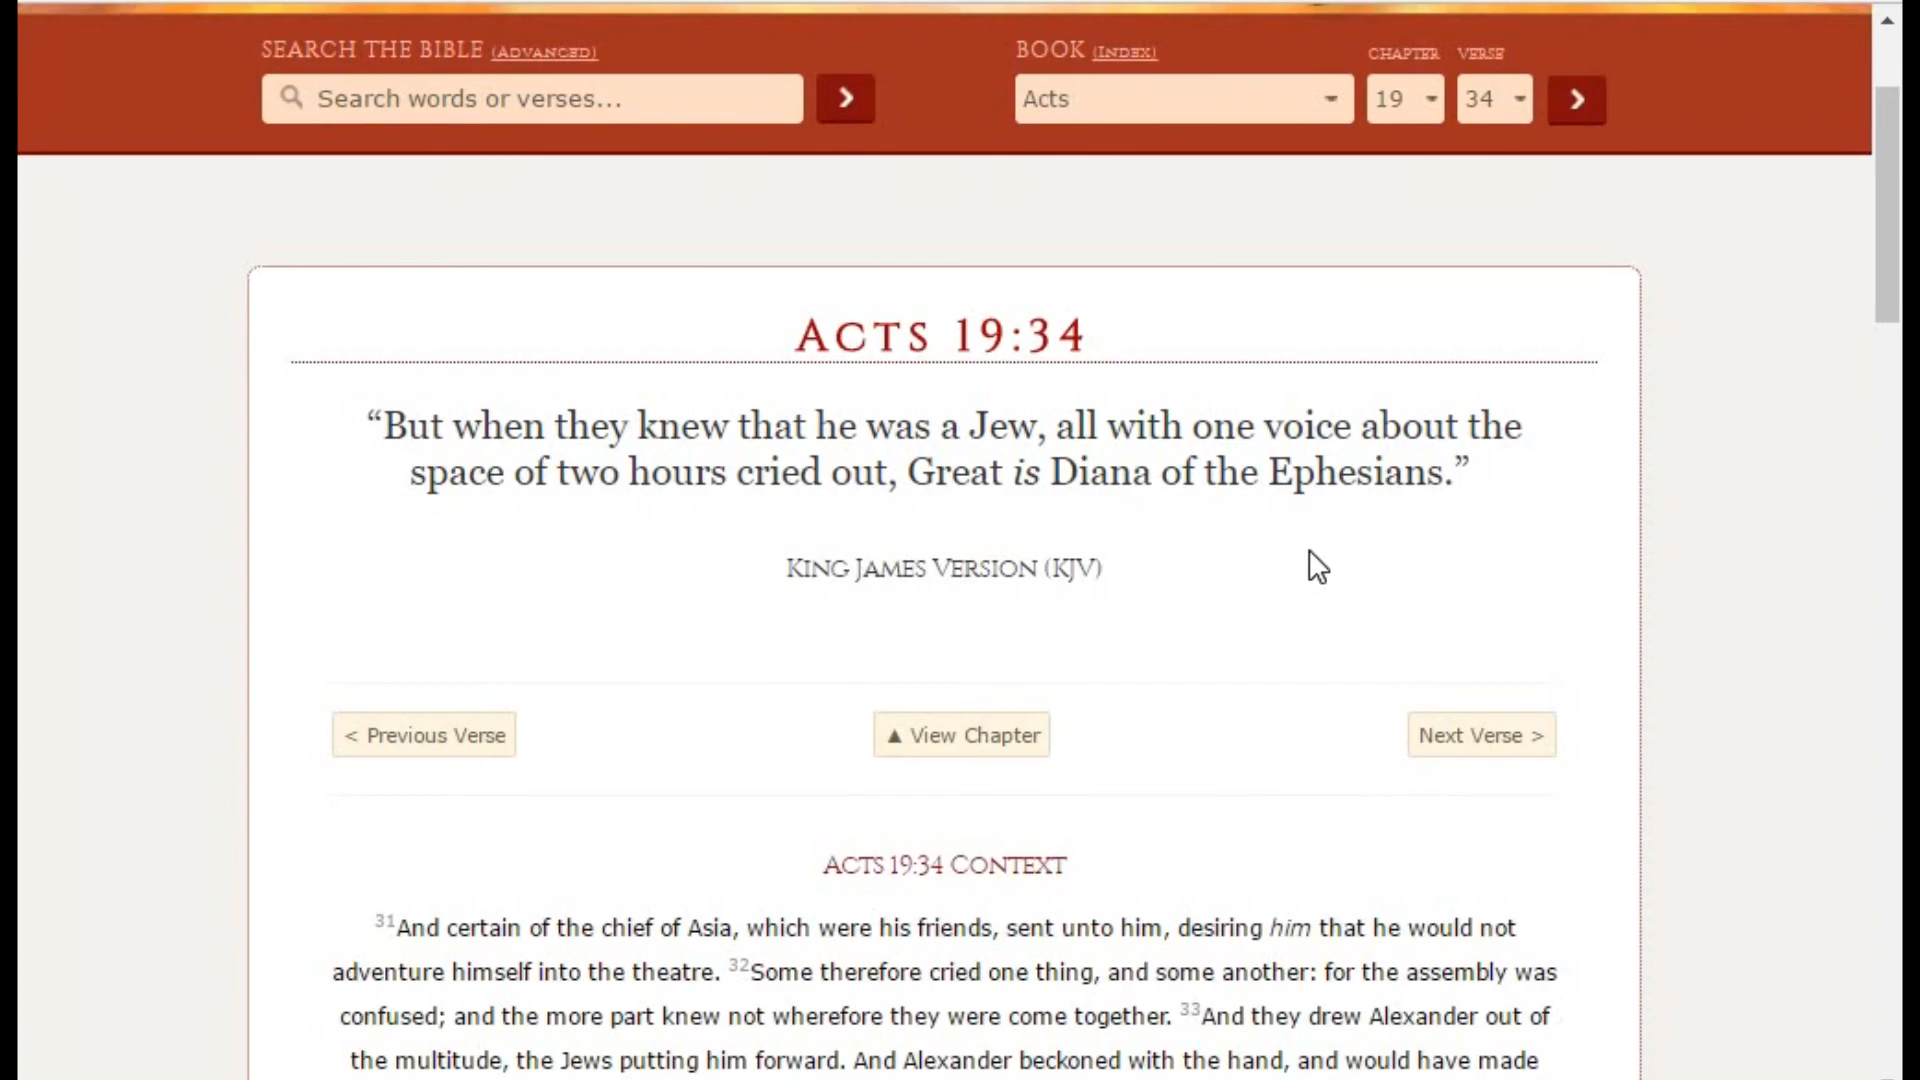 SEARCH THE BIBLE (ADVANCED)
BOOK (INDEX)
CHAPTER
VERSE
Search words or verses...
Acts
19
34
ACTS 19:34
“But when they knew that he was a Jew, all with one voice about the
space of two hours cried out, Great is Diana of the Ephesians.”
KING JAMES VERSION (KJV)
< Previous Verse
▲ View Chapter
Next Verse >
ACTS 19:34 CONTEXT
31And certain of the chief of Asia, which were his friends, sent unto him, desiring him that he would not
adventure himself into the theatre. 32Some therefore cried one thing, and some another: for the assembly was
confused; and the more part knew not wherefore they were come together. 33And they drew Alexander out of
the multitude, the Jews putting him forward. And Alexander beckoned with the hand, and would have made